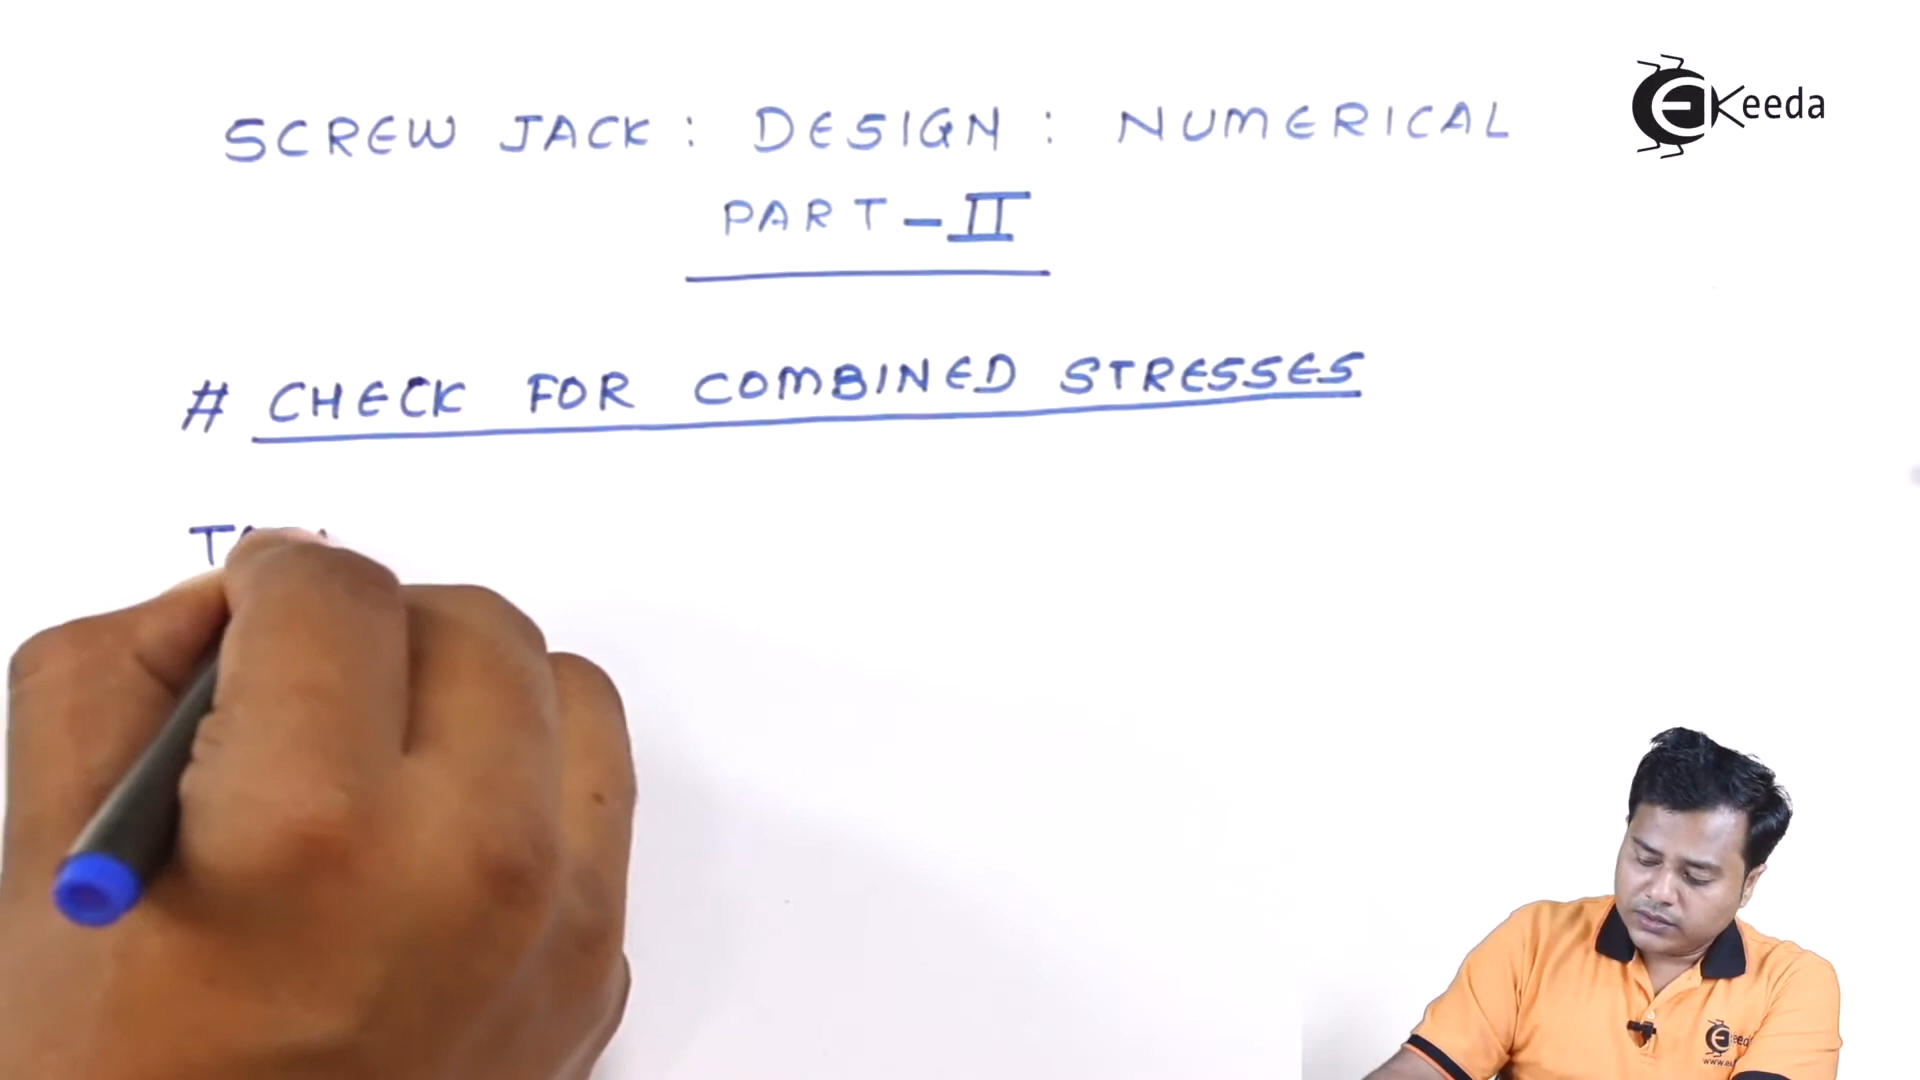 SCREW JACK : DESIGN : NUMERICAL
PART - II
# CHECK FOR COMBINED STRESSES
Keeda